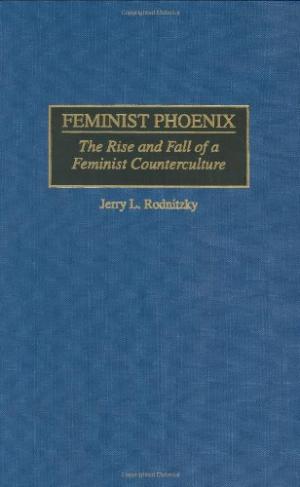 FEMINIST PHOENIX
The Rise and Fall of a
Feminist Counterculture
Jerry L. Rodnitzky